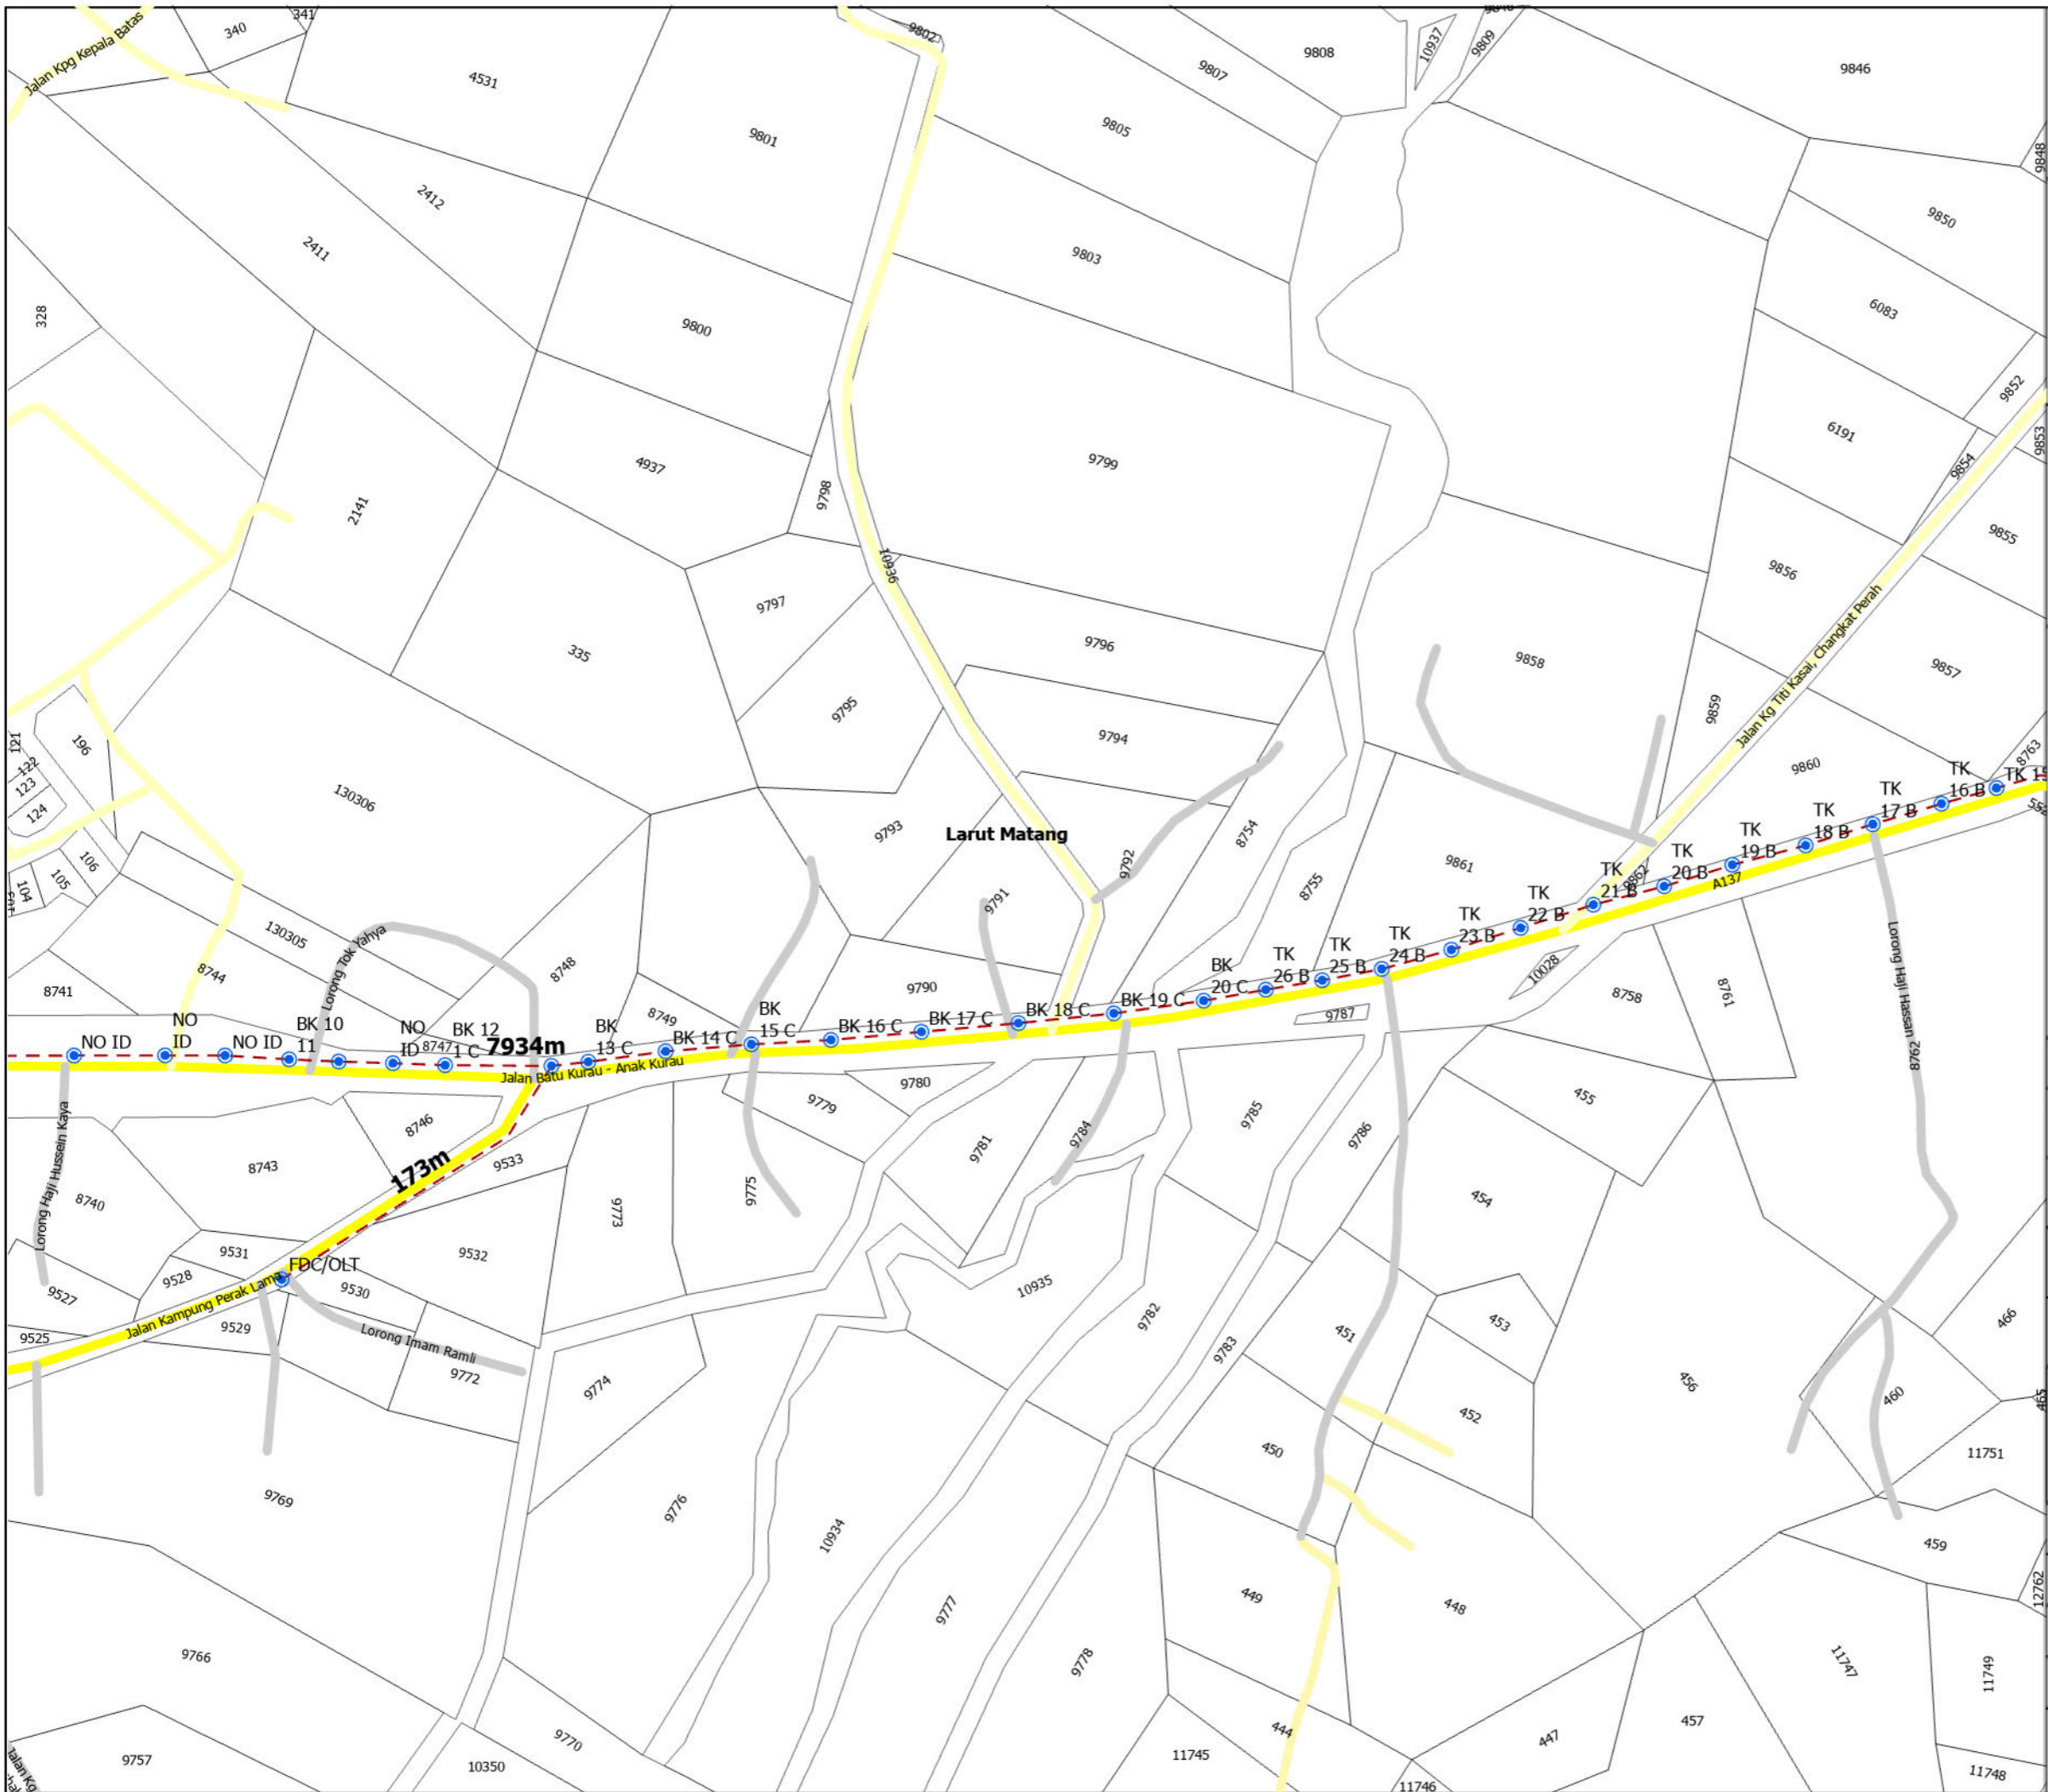 341
340
9802
9810
10937
9809
9808
Jalan Kpg Kepala Batas
4531
9807
9846
9801
9805
9848
2412
9850
2411
9803
328
9800
6083
9852
6191
9853
4937
9799
9798
9854
2141
9855
10936
9856
9797
Jalan Kg Titi Kasai, Changkat Perah
335
9796
9858
9857
9795
9859
9794
121
196
122
123
124
8763
9860
130306
TK
16 B
TK 15
TK
17 B
552
9793
Larut Matang
8754
TK
18 B
9792
9861
TK
19 B
106
105
104
103
8755
9862
TK
20 B
A137
9791
TK
21 B
130305
Lorong Tok Yahya
TK
22 B
TK
23 B
8744
8748
TK
24 B
10028
TK
25 B
TK
26 B
8741
9790
BK
20 C
8758
8761
Lorong Haji Hassan
8762
8749
9787
NO ID
NO
ID
NO ID
BK 10
11
NO
ID
8747
BK 12
1 C
7934m
BK
13 C
BK 14 C
BK
15 C
BK 16 C
BK 17 C
BK 18 C
BK 19 C
Jalan Batu Kurau - Anak Kurau
9780
9779
455
9785
9786
8746
9784
9781
Lorong Haji Hussein Kaya
8743
173m
9533
8740
9775
454
9773
9531
9532
FDC/OLT
9528
9530
9527
10935
Jalan Kampung Perak Lama
9529
9525
9782
453
451
466
9783
Lorong Imam Ramli
9772
9774
456
460
465
452
450
11751
9769
9776
10934
459
12762
449
448
9777
9766
9778
11747
11749
444
457
447
9770
11745
9757
10350
11748
11746
Jalan Kg